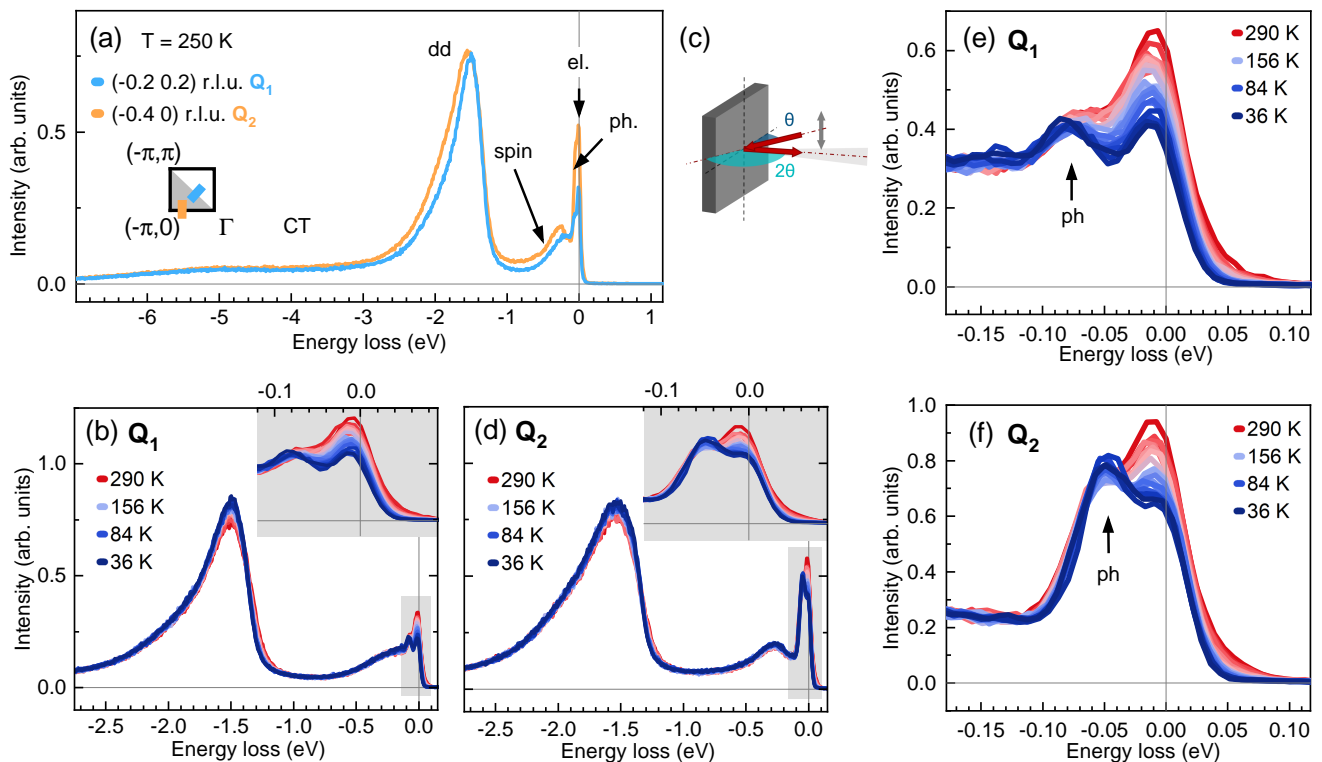 (a)
T = 250 K
(-0.2 0.2) r.l.u. Q1
(-0.4 0) r.l.u. Q2
(-π,π)
(-π,0)
Γ
CT
dd
spin
el.
ph.
Intensity (arb. units)
0.5
0.0
-6 -5 -4 -3 -2 -1 0 1
Energy loss (eV)
(c)
θ
2θ
(e) Q1
290 K
156 K
84 K
36 K
ph
Intensity (arb. units)
0.6
0.4
0.2
0.0
-0.15 -0.10 -0.05 0.00 0.05 0.10
Energy loss (eV)
(b) Q1
290 K
156 K
84 K
36 K
-0.1 0.0
Intensity (arb. units)
1.0
0.5
0.0
-2.5 -2.0 -1.5 -1.0 -0.5 0.0
Energy loss (eV)
(d) Q2
290 K
156 K
84 K
36 K
-0.1 0.0
-2.5 -2.0 -1.5 -1.0 -0.5 0.0
Energy loss (eV)
(f) Q2
290 K
156 K
84 K
36 K
ph
Intensity (arb. units)
1.0
0.8
0.6
0.4
0.2
0.0
-0.15 -0.10 -0.05 0.00 0.05 0.10
Energy loss (eV)